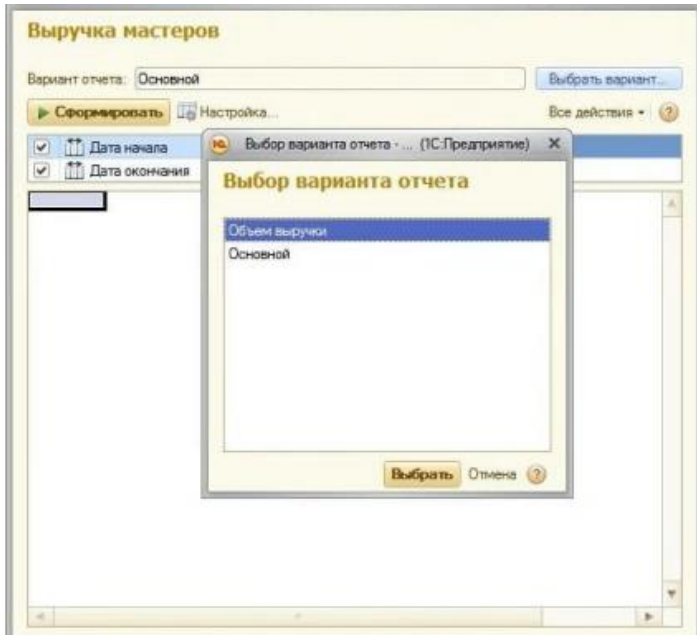 Выручка мастеров
Вариант отчета: Основной Выбрать вариант...
Сформировать Настройка... Все действия ?
Дата начала
Дата окончания
1С Выбор варианта отчета - ... (1С:Предприятие)
Выбор варианта отчета
Объем выручки
Основной
Выбрать Отмена ?